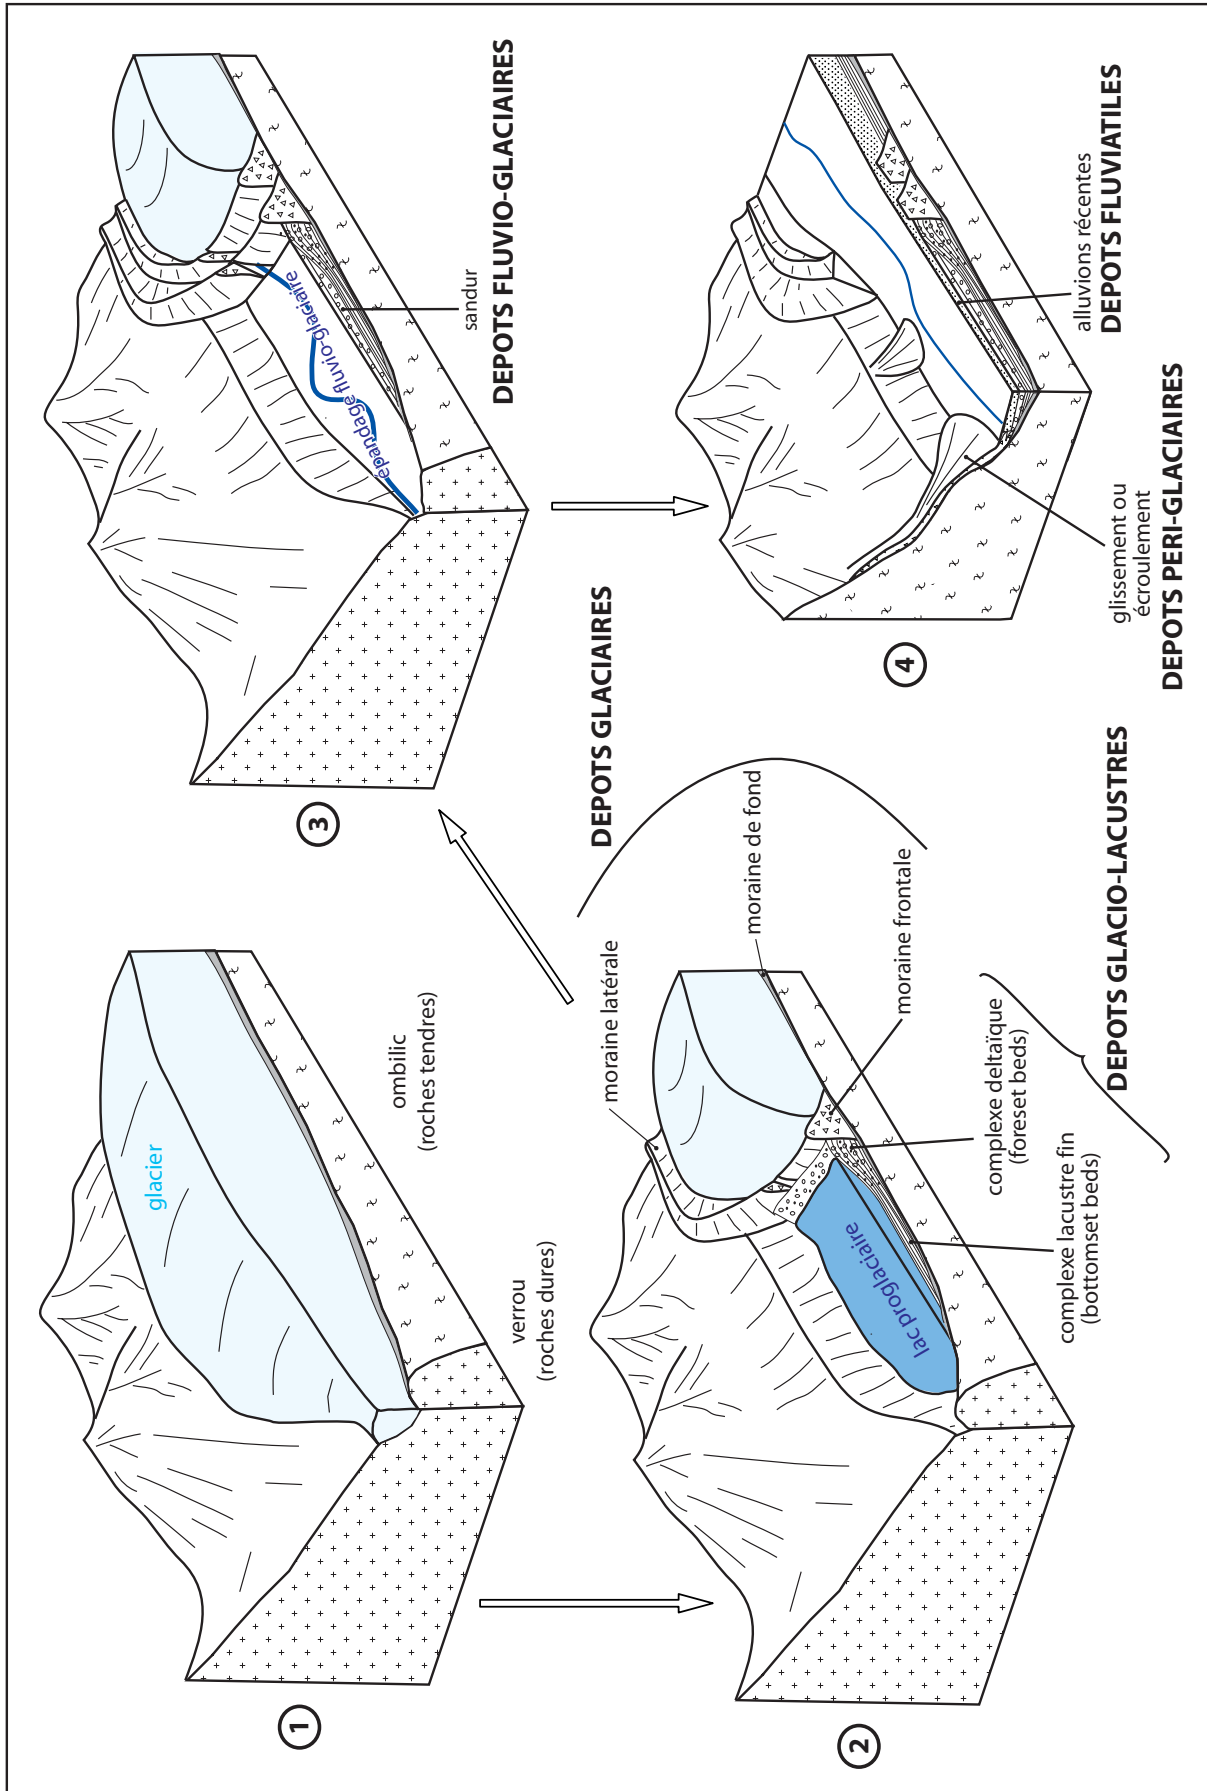 1
glacier
ombilic
(roches tendres)
verrou
(roches dures)
2
lac proglaciaire
moraine latérale
moraine de fond
moraine frontale
complexe deltaïque
(foreset beds)
complexe lacustre fin
(bottomset beds)
DEPOTS GLACIAIRES
DEPOTS GLACIO-LACUSTRES
3
épandage fluvio-glaciaire
sandur
DEPOTS FLUVIO-GLACIAIRES
4
alluvions récentes
DEPOTS FLUVIATILES
glissement ou
écroulement
DEPOTS PERI-GLACIAIRES